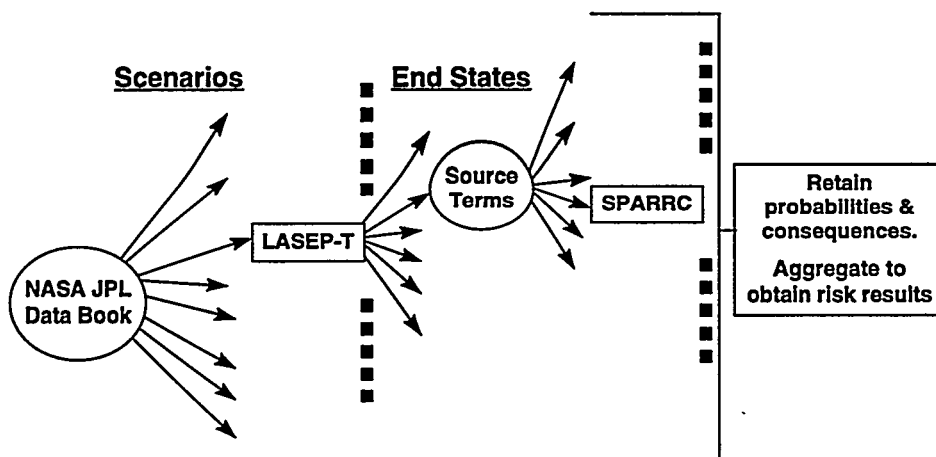 Scenarios
End States
NASA JPL
Data Book
LASEP-T
Source
Terms
SPARRC
Retain
probabilities &
consequences.
Aggregate to
obtain risk results